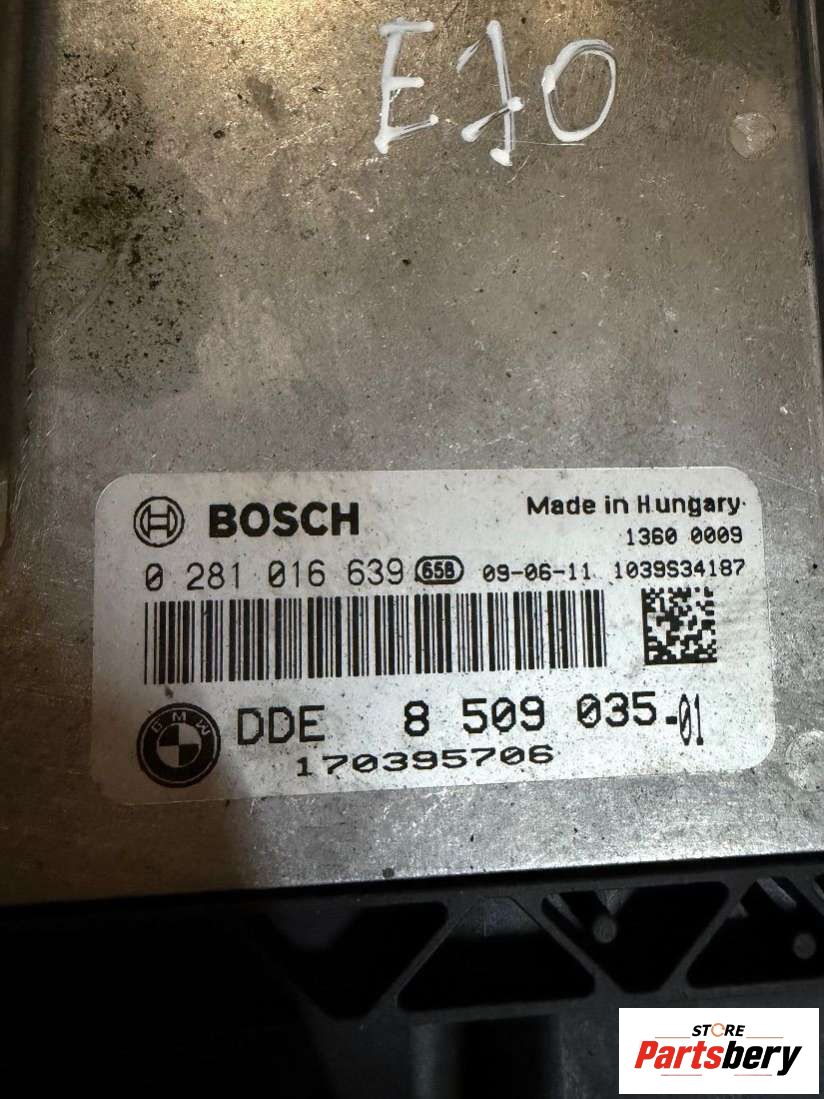 E70
BOSCH
Made in Hungary
1360 0009
0 281 016 639 658 09-06-11 1039S34187
BMW
DDE 8 509 035-01
170395706
STORE
Partsbery